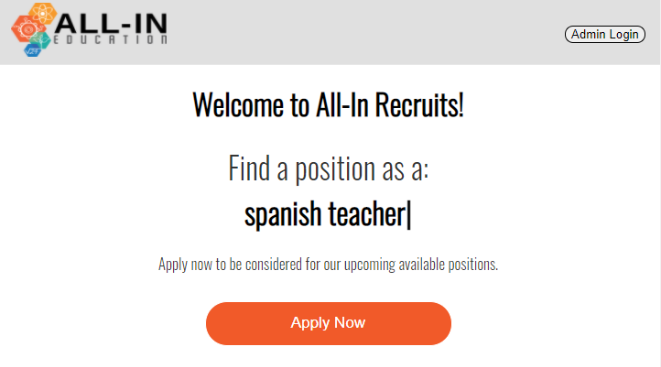 ALL-IN
EDUCATION
Admin Login
Welcome to All-In Recruits!
Find a position as a:
spanish teacher|
Apply now to be considered for our upcoming available positions.
Apply Now